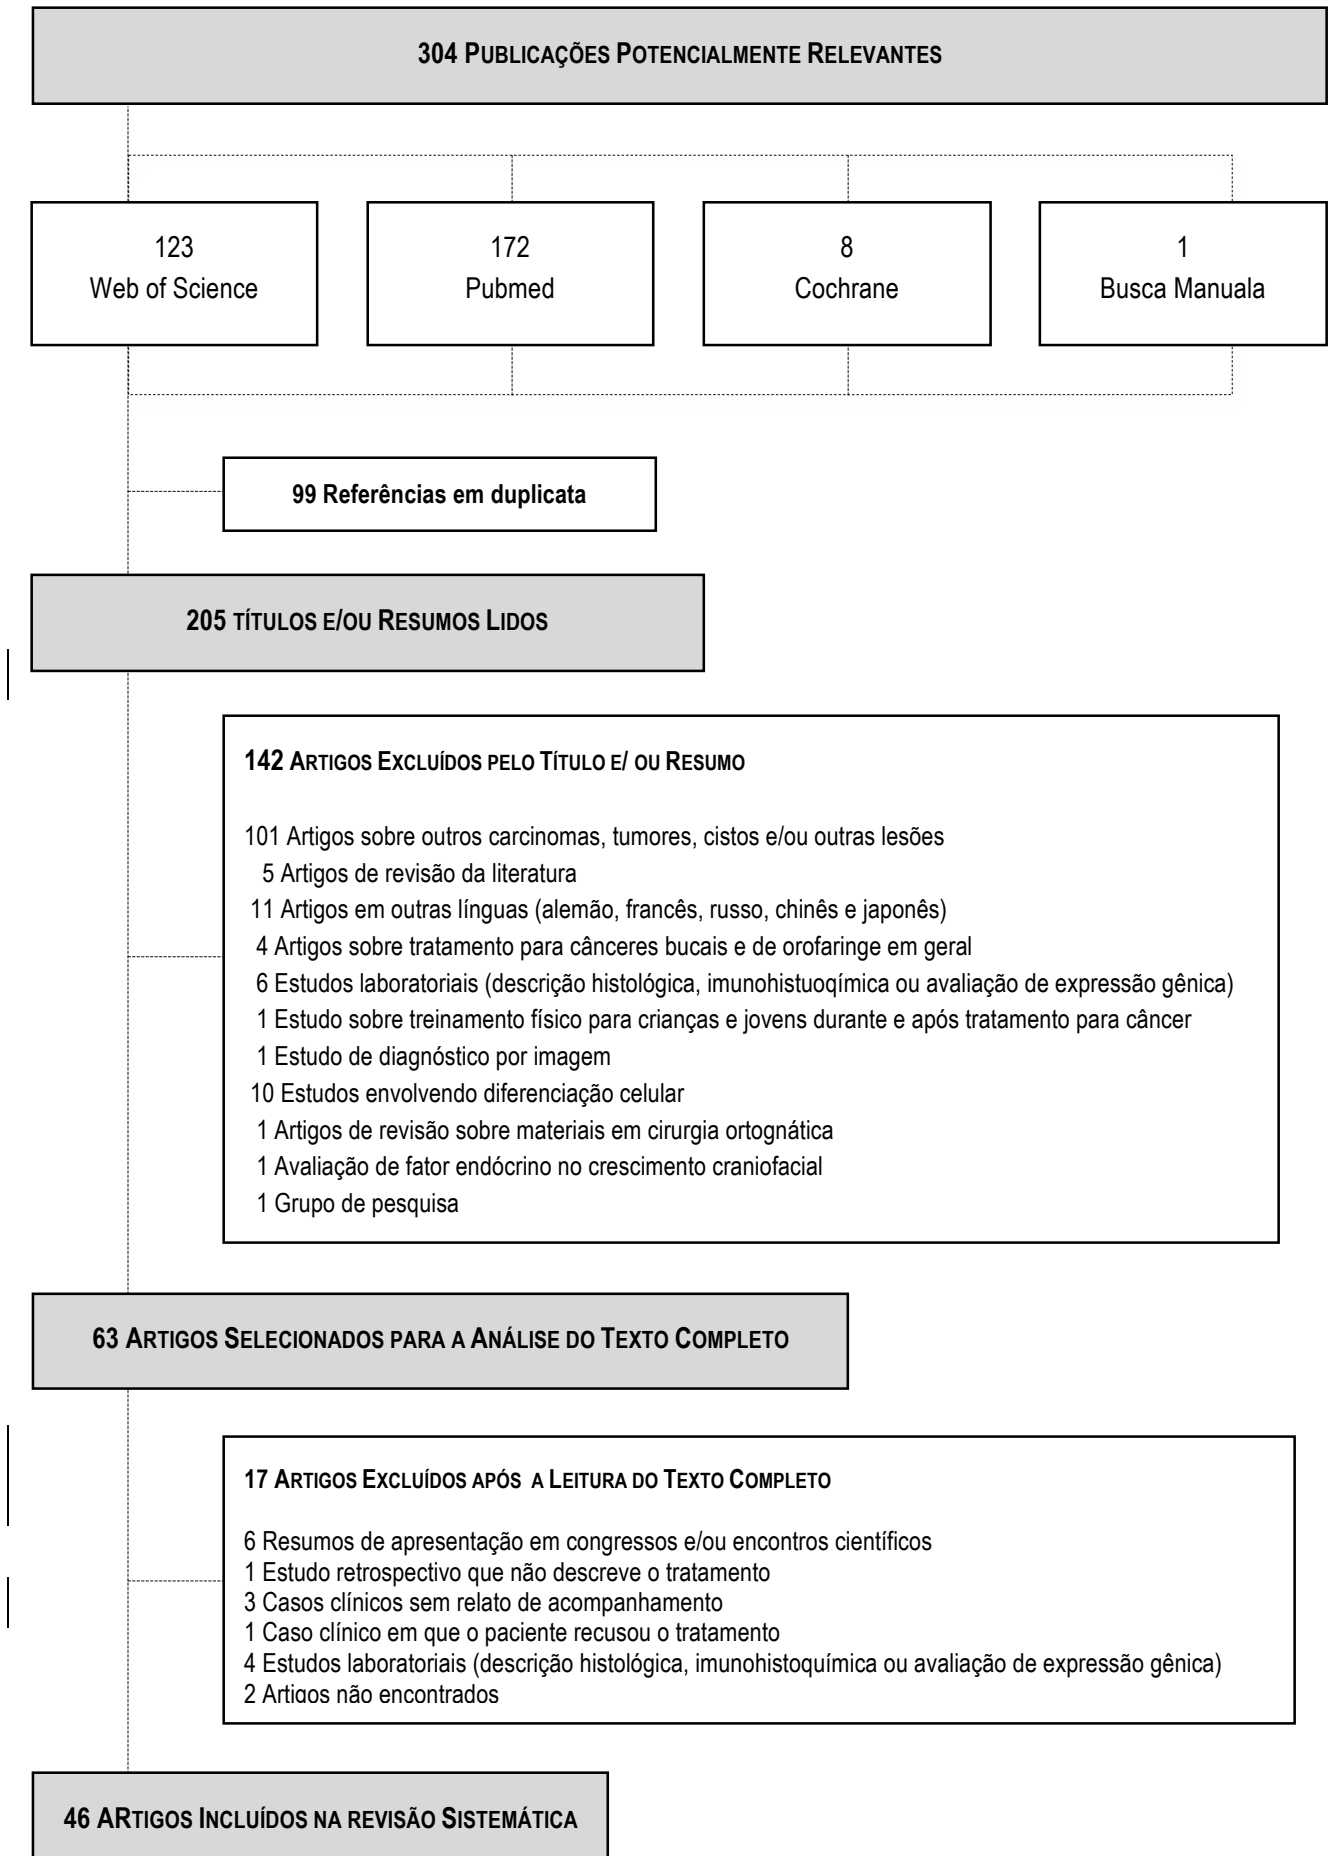 304 PUBLICAÇÕES POTENCIALMENTE RELEVANTES
123
Web of Science
172
Pubmed
8
Cochrane
1
Busca Manuala
99 Referências em duplicata
205 TÍTULOS E/OU RESUMOS LIDOS
142 ARTIGOS EXCLUÍDOS PELO TÍTULO E/ OU RESUMO
101 Artigos sobre outros carcinomas, tumores, cistos e/ou outras lesões
5 Artigos de revisão da literatura
11 Artigos em outras línguas (alemão, francês, russo, chinês e japonês)
4 Artigos sobre tratamento para cânceres bucais e de orofaringe em geral
6 Estudos laboratoriais (descrição histológica, imunohistuoqímica ou avaliação de expressão gênica)
1 Estudo sobre treinamento físico para crianças e jovens durante e após tratamento para câncer
1 Estudo de diagnóstico por imagem
10 Estudos envolvendo diferenciação celular
1 Artigos de revisão sobre materiais em cirurgia ortognática
1 Avaliação de fator endócrino no crescimento craniofacial
1 Grupo de pesquisa
63 ARTIGOS SELECIONADOS PARA A ANÁLISE DO TEXTO COMPLETO
17 ARTIGOS EXCLUÍDOS APÓS A LEITURA DO TEXTO COMPLETO
6 Resumos de apresentação em congressos e/ou encontros científicos
1 Estudo retrospectivo que não descreve o tratamento
3 Casos clínicos sem relato de acompanhamento
1 Caso clínico em que o paciente recusou o tratamento
4 Estudos laboratoriais (descrição histológica, imunohistoquímica ou avaliação de expressão gênica)
2 Artigos não encontrados
46 ARTIGOS INCLUÍDOS NA REVISÃO SISTEMÁTICA